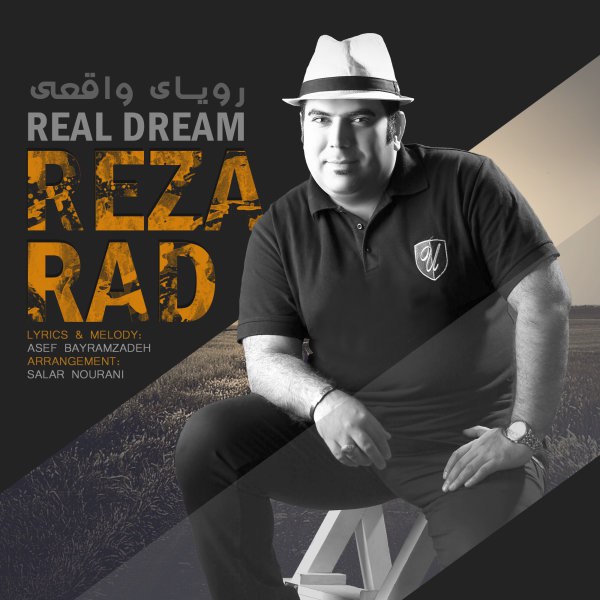 رویای واقعی
REAL DREAM
REZA
RAD
LYRICS & MELODY:
ASEF BAYRAMZADEH
ARRANGEMENT:
SALAR NOURANI
U